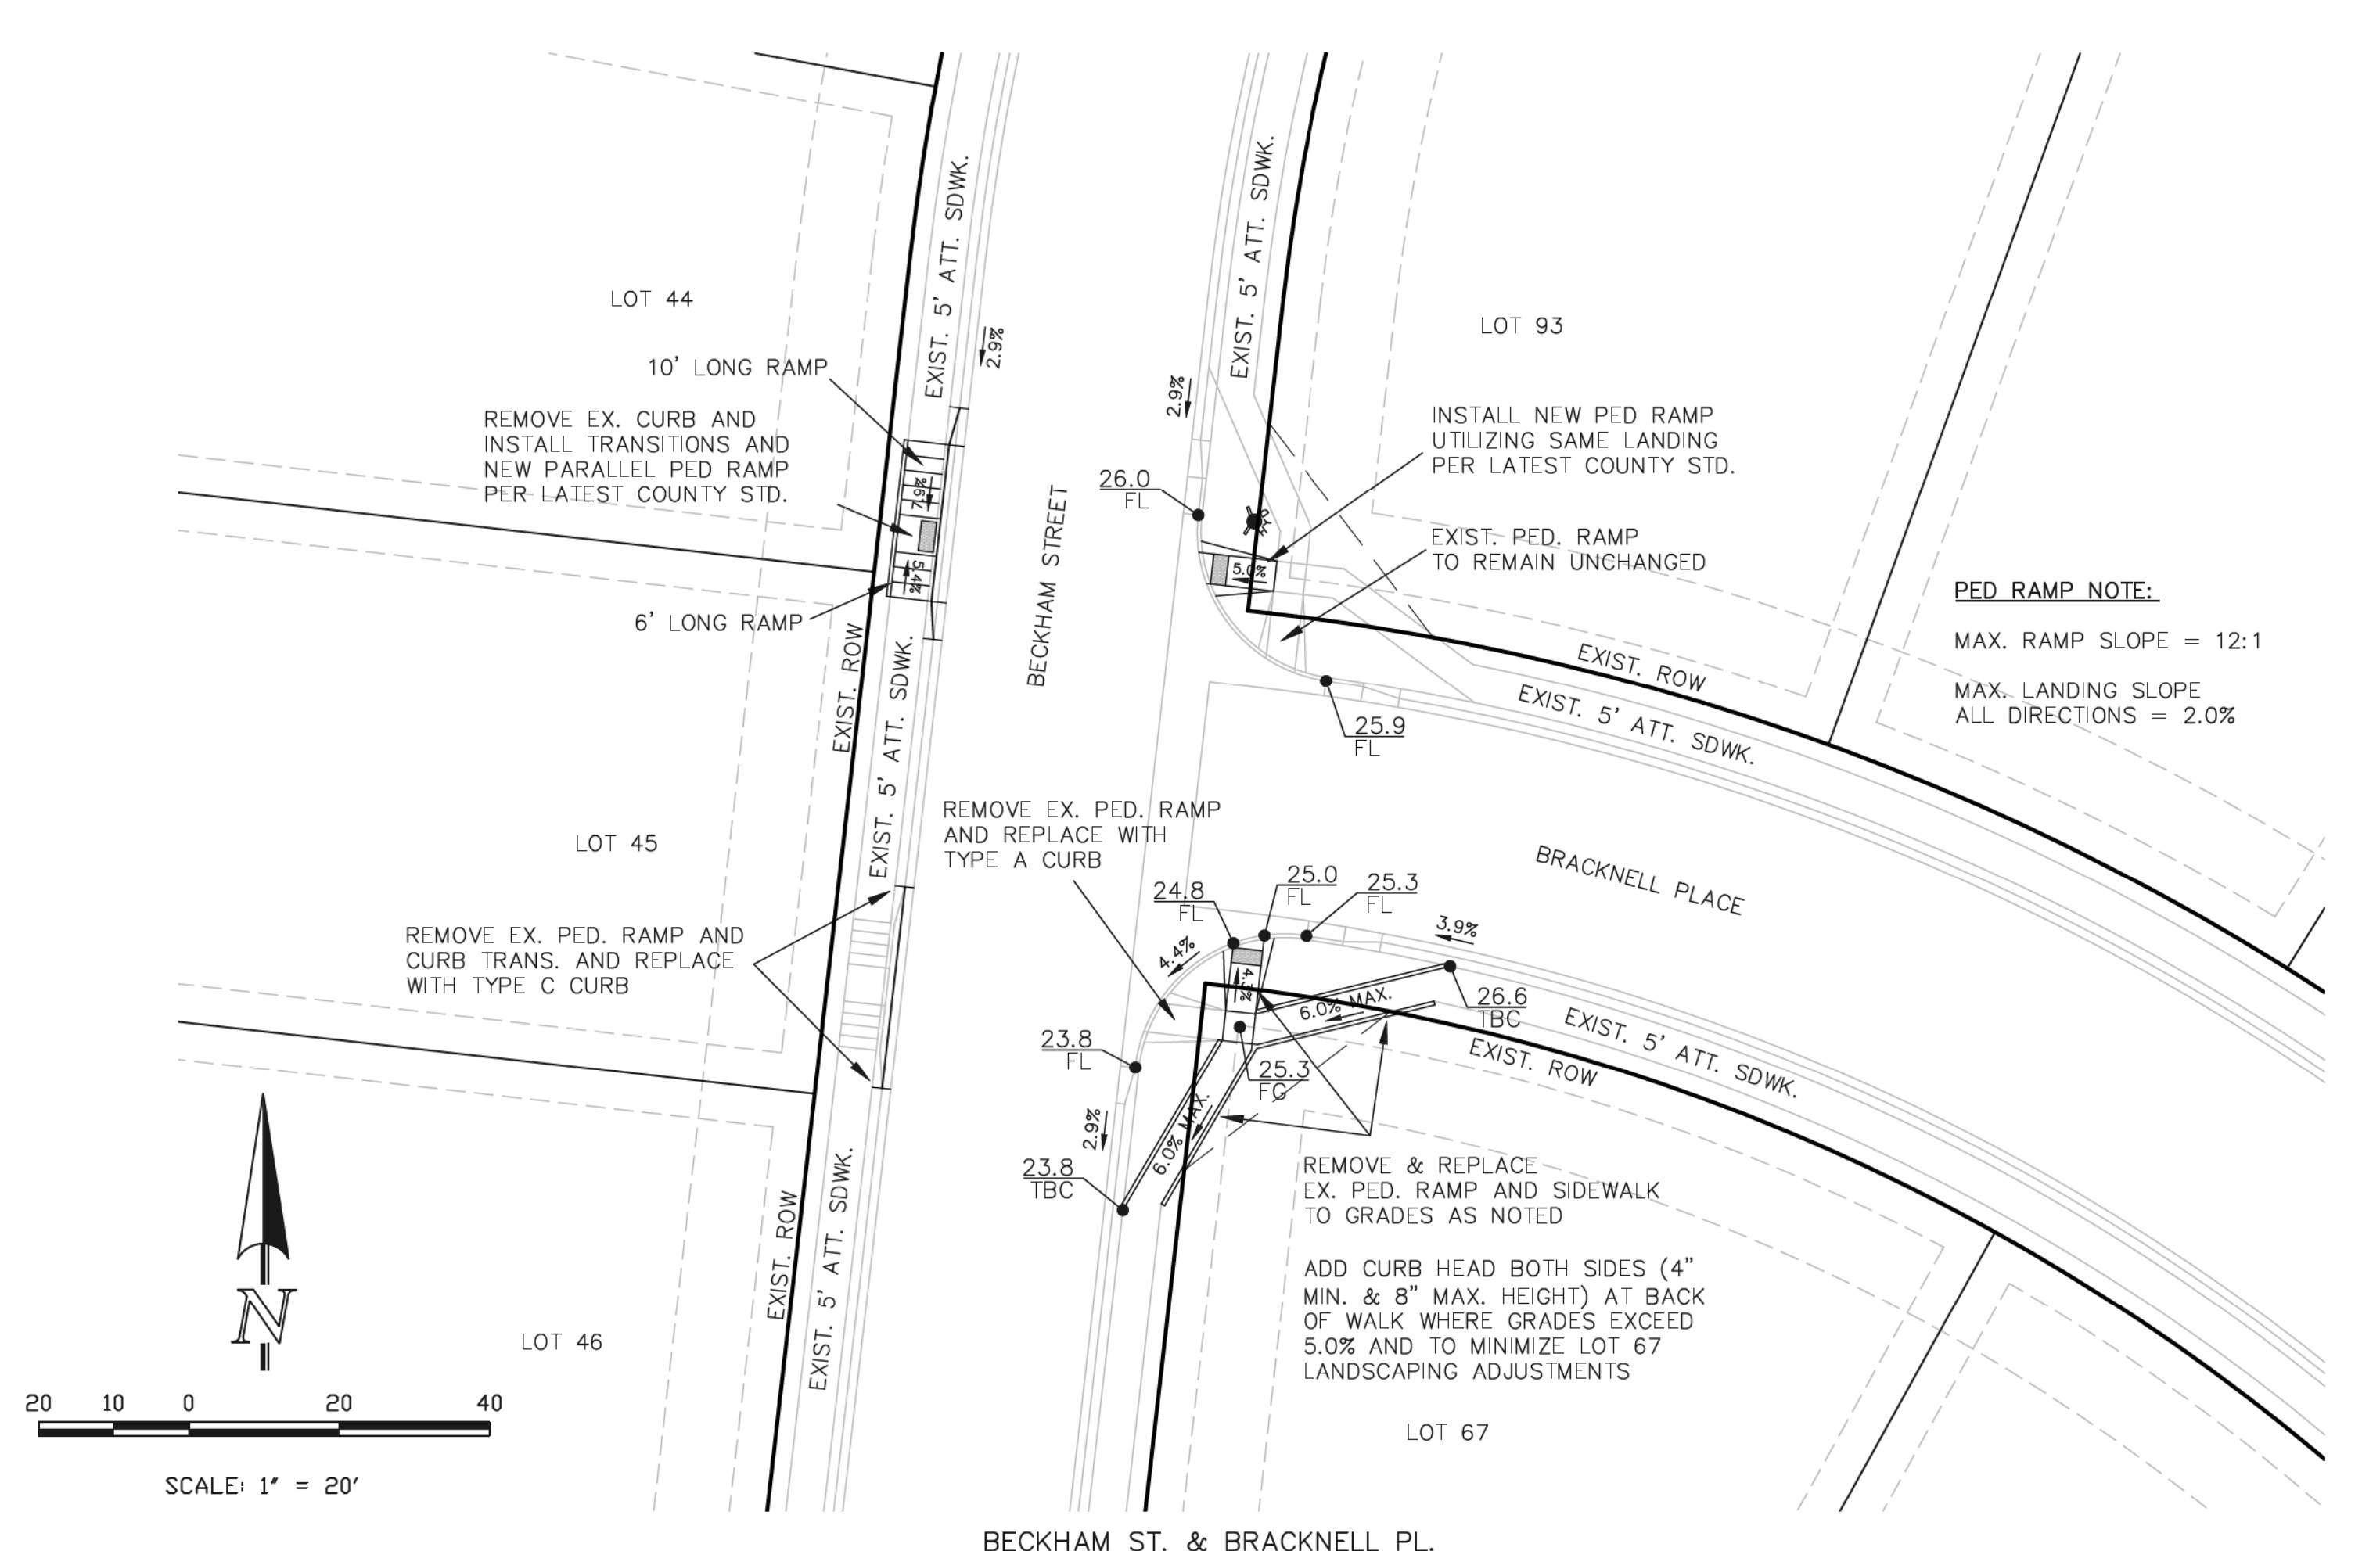 EXIST. 5' ATT. SDWK.
EXIST. 5' ATT. SDWK.
LOT 44
LOT 93
2.9%
10' LONG RAMP
2.9%
REMOVE EX. CURB AND
INSTALL TRANSITIONS AND
NEW PARALLEL PED RAMP
PER LATEST COUNTY STD.
INSTALL NEW PED RAMP
UTILIZING SAME LANDING
PER LATEST COUNTY STD.
26.0
FL
7.9%
HYD
EXIST. PED. RAMP
TO REMAIN UNCHANGED
5.0%
5.4%
6' LONG RAMP
BECKHAM STREET
PED RAMP NOTE:
MAX. RAMP SLOPE = 12:1
MAX. LANDING SLOPE
ALL DIRECTIONS = 2.0%
EXIST. ROW
EXIST. 5' ATT. SDWK.
EXIST. ROW
EXIST. 5' ATT. SDWK.
25.9
FL
LOT 45
REMOVE EX. PED. RAMP
AND REPLACE WITH
TYPE A CURB
BRACKNELL PLACE
24.8
FL
25.0
FL
25.3
FL
3.9%
4.4%
REMOVE EX. PED. RAMP AND
CURB TRANS. AND REPLACE
WITH TYPE C CURB
4.3%
6.0% MAX.
26.6
TBC
EXIST. 5' ATT. SDWK.
EXIST. ROW
23.8
FL
25.3
FG
2.9%
6.0% MAX.
23.8
TBC
REMOVE & REPLACE
EX. PED. RAMP AND SIDEWALK
TO GRADES AS NOTED
ADD CURB HEAD BOTH SIDES (4"
MIN. & 8" MAX. HEIGHT) AT BACK
OF WALK WHERE GRADES EXCEED
5.0% AND TO MINIMIZE LOT 67
LANDSCAPING ADJUSTMENTS
EXIST. ROW
EXIST. 5' ATT. SDWK.
N
LOT 46
LOT 67
20 10 0 20 40
SCALE: 1" = 20'
BECKHAM ST. & BRACKNELL PL.